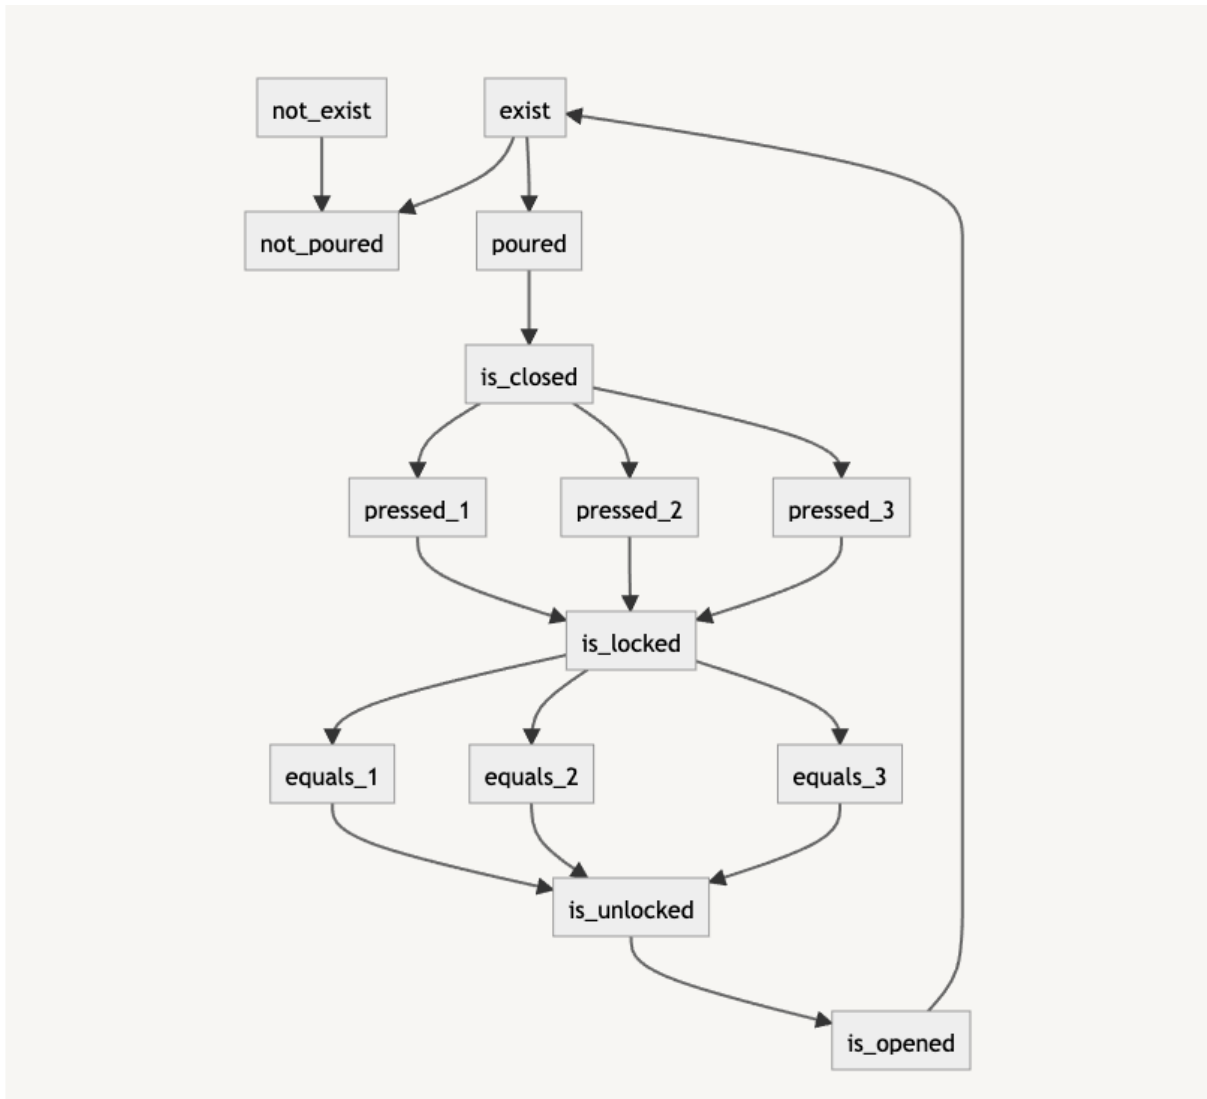 not_exist
exist
not_poured
poured
is_closed
pressed_1
pressed_2
pressed_3
is_locked
equals_1
equals_2
equals_3
is_unlocked
is_opened